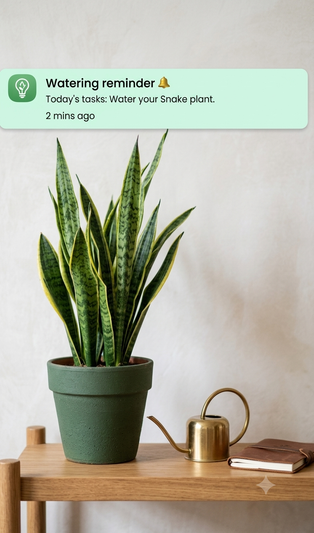 Watering reminder 🔔
Today's tasks: Water your Snake plant.
2 mins ago